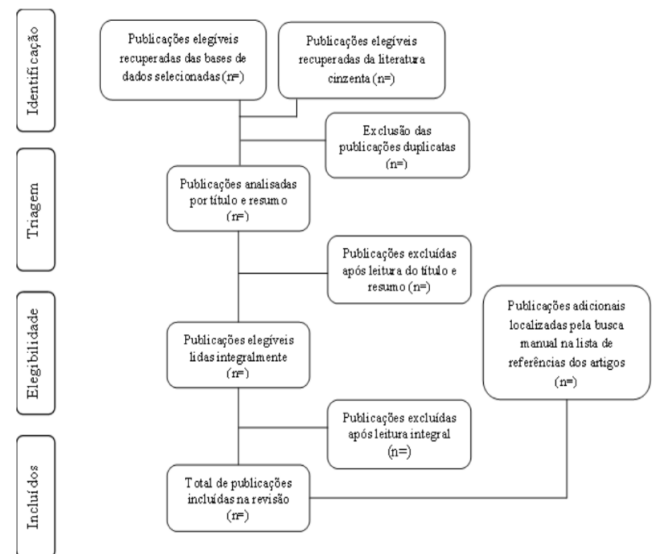 Identificação
Publicações elegíveis
recuperadas das bases de
dados selecionadas (n=)
Publicações elegíveis
recuperadas da literatura
cinzenta (n=)
Exclusão das
publicações duplicatas
(n=)
Triagem
Publicações analisadas
por título e resumo
(n=)
Publicações excluídas
após leitura do título e
resumo (n=)
Elegibilidade
Publicações elegíveis
lidas integralmente
(n=)
Publicações adicionais
localizadas pela busca
manual na lista de
referências dos artigos
(n=)
Publicações excluídas
após leitura integral
(n=)
Incluídos
Total de publicações
incluídas na revisão
(n=)